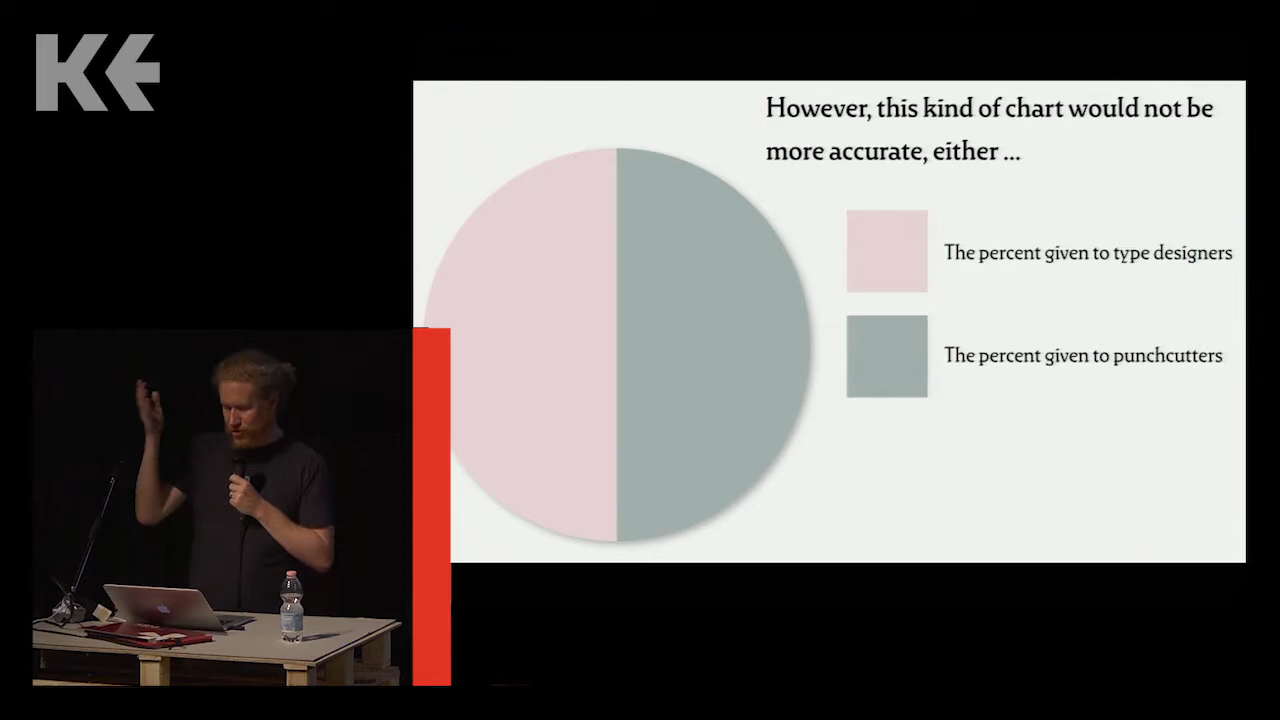 KE
However, this kind of chart would not be
more accurate, either ...
The percent given to type designers
The percent given to punchcutters